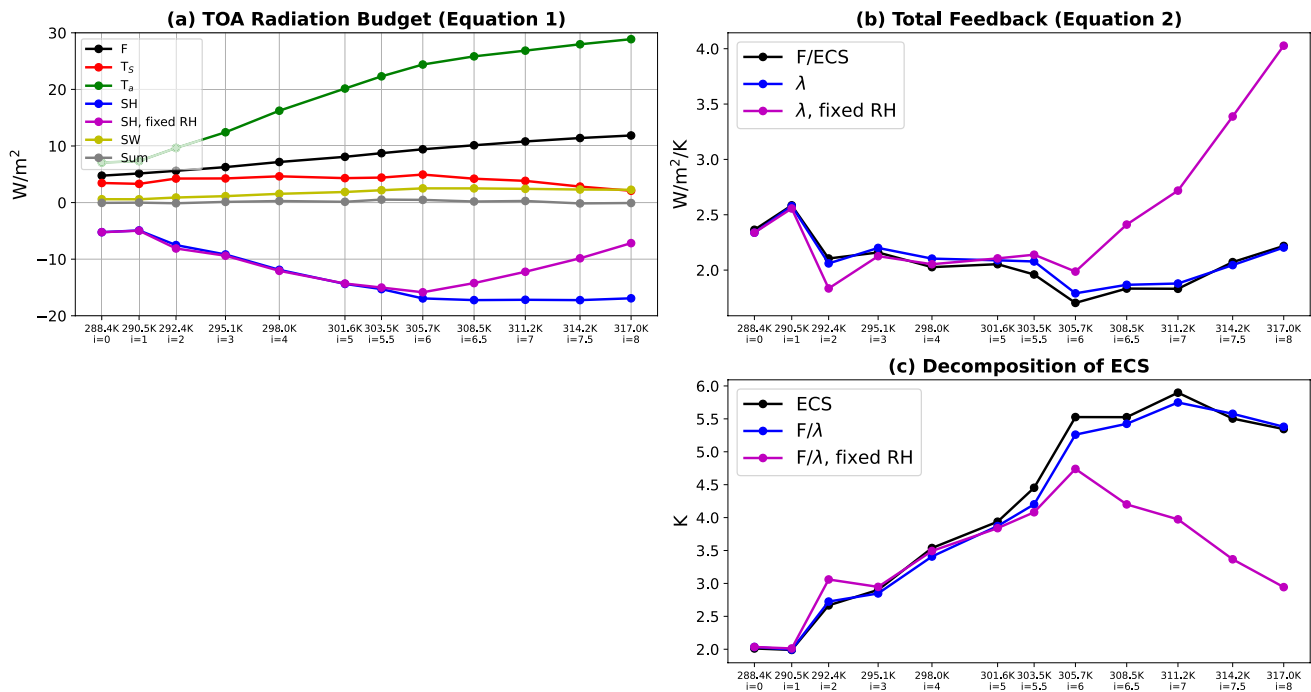 (a) TOA Radiation Budget (Equation 1)
W/m²
30
20
10
0
−10
−20
F
T_S
T_a
SH
SH, fixed RH
SW
Sum
288.4K 290.5K 292.4K 295.1K 298.0K 301.6K 303.5K 305.7K 308.5K 311.2K 314.2K 317.0K
i=0 i=1 i=2 i=3 i=4 i=5 i=5.5 i=6 i=6.5 i=7 i=7.5 i=8
(b) Total Feedback (Equation 2)
W/m²/K
4.0
3.5
3.0
2.5
2.0
F/ECS
λ
λ, fixed RH
288.4K 290.5K 292.4K 295.1K 298.0K 301.6K 303.5K 305.7K 308.5K 311.2K 314.2K 317.0K
i=0 i=1 i=2 i=3 i=4 i=5 i=5.5 i=6 i=6.5 i=7 i=7.5 i=8
(c) Decomposition of ECS
K
6.0
5.5
5.0
4.5
4.0
3.5
3.0
2.5
2.0
ECS
F/λ
F/λ, fixed RH
288.4K 290.5K 292.4K 295.1K 298.0K 301.6K 303.5K 305.7K 308.5K 311.2K 314.2K 317.0K
i=0 i=1 i=2 i=3 i=4 i=5 i=5.5 i=6 i=6.5 i=7 i=7.5 i=8